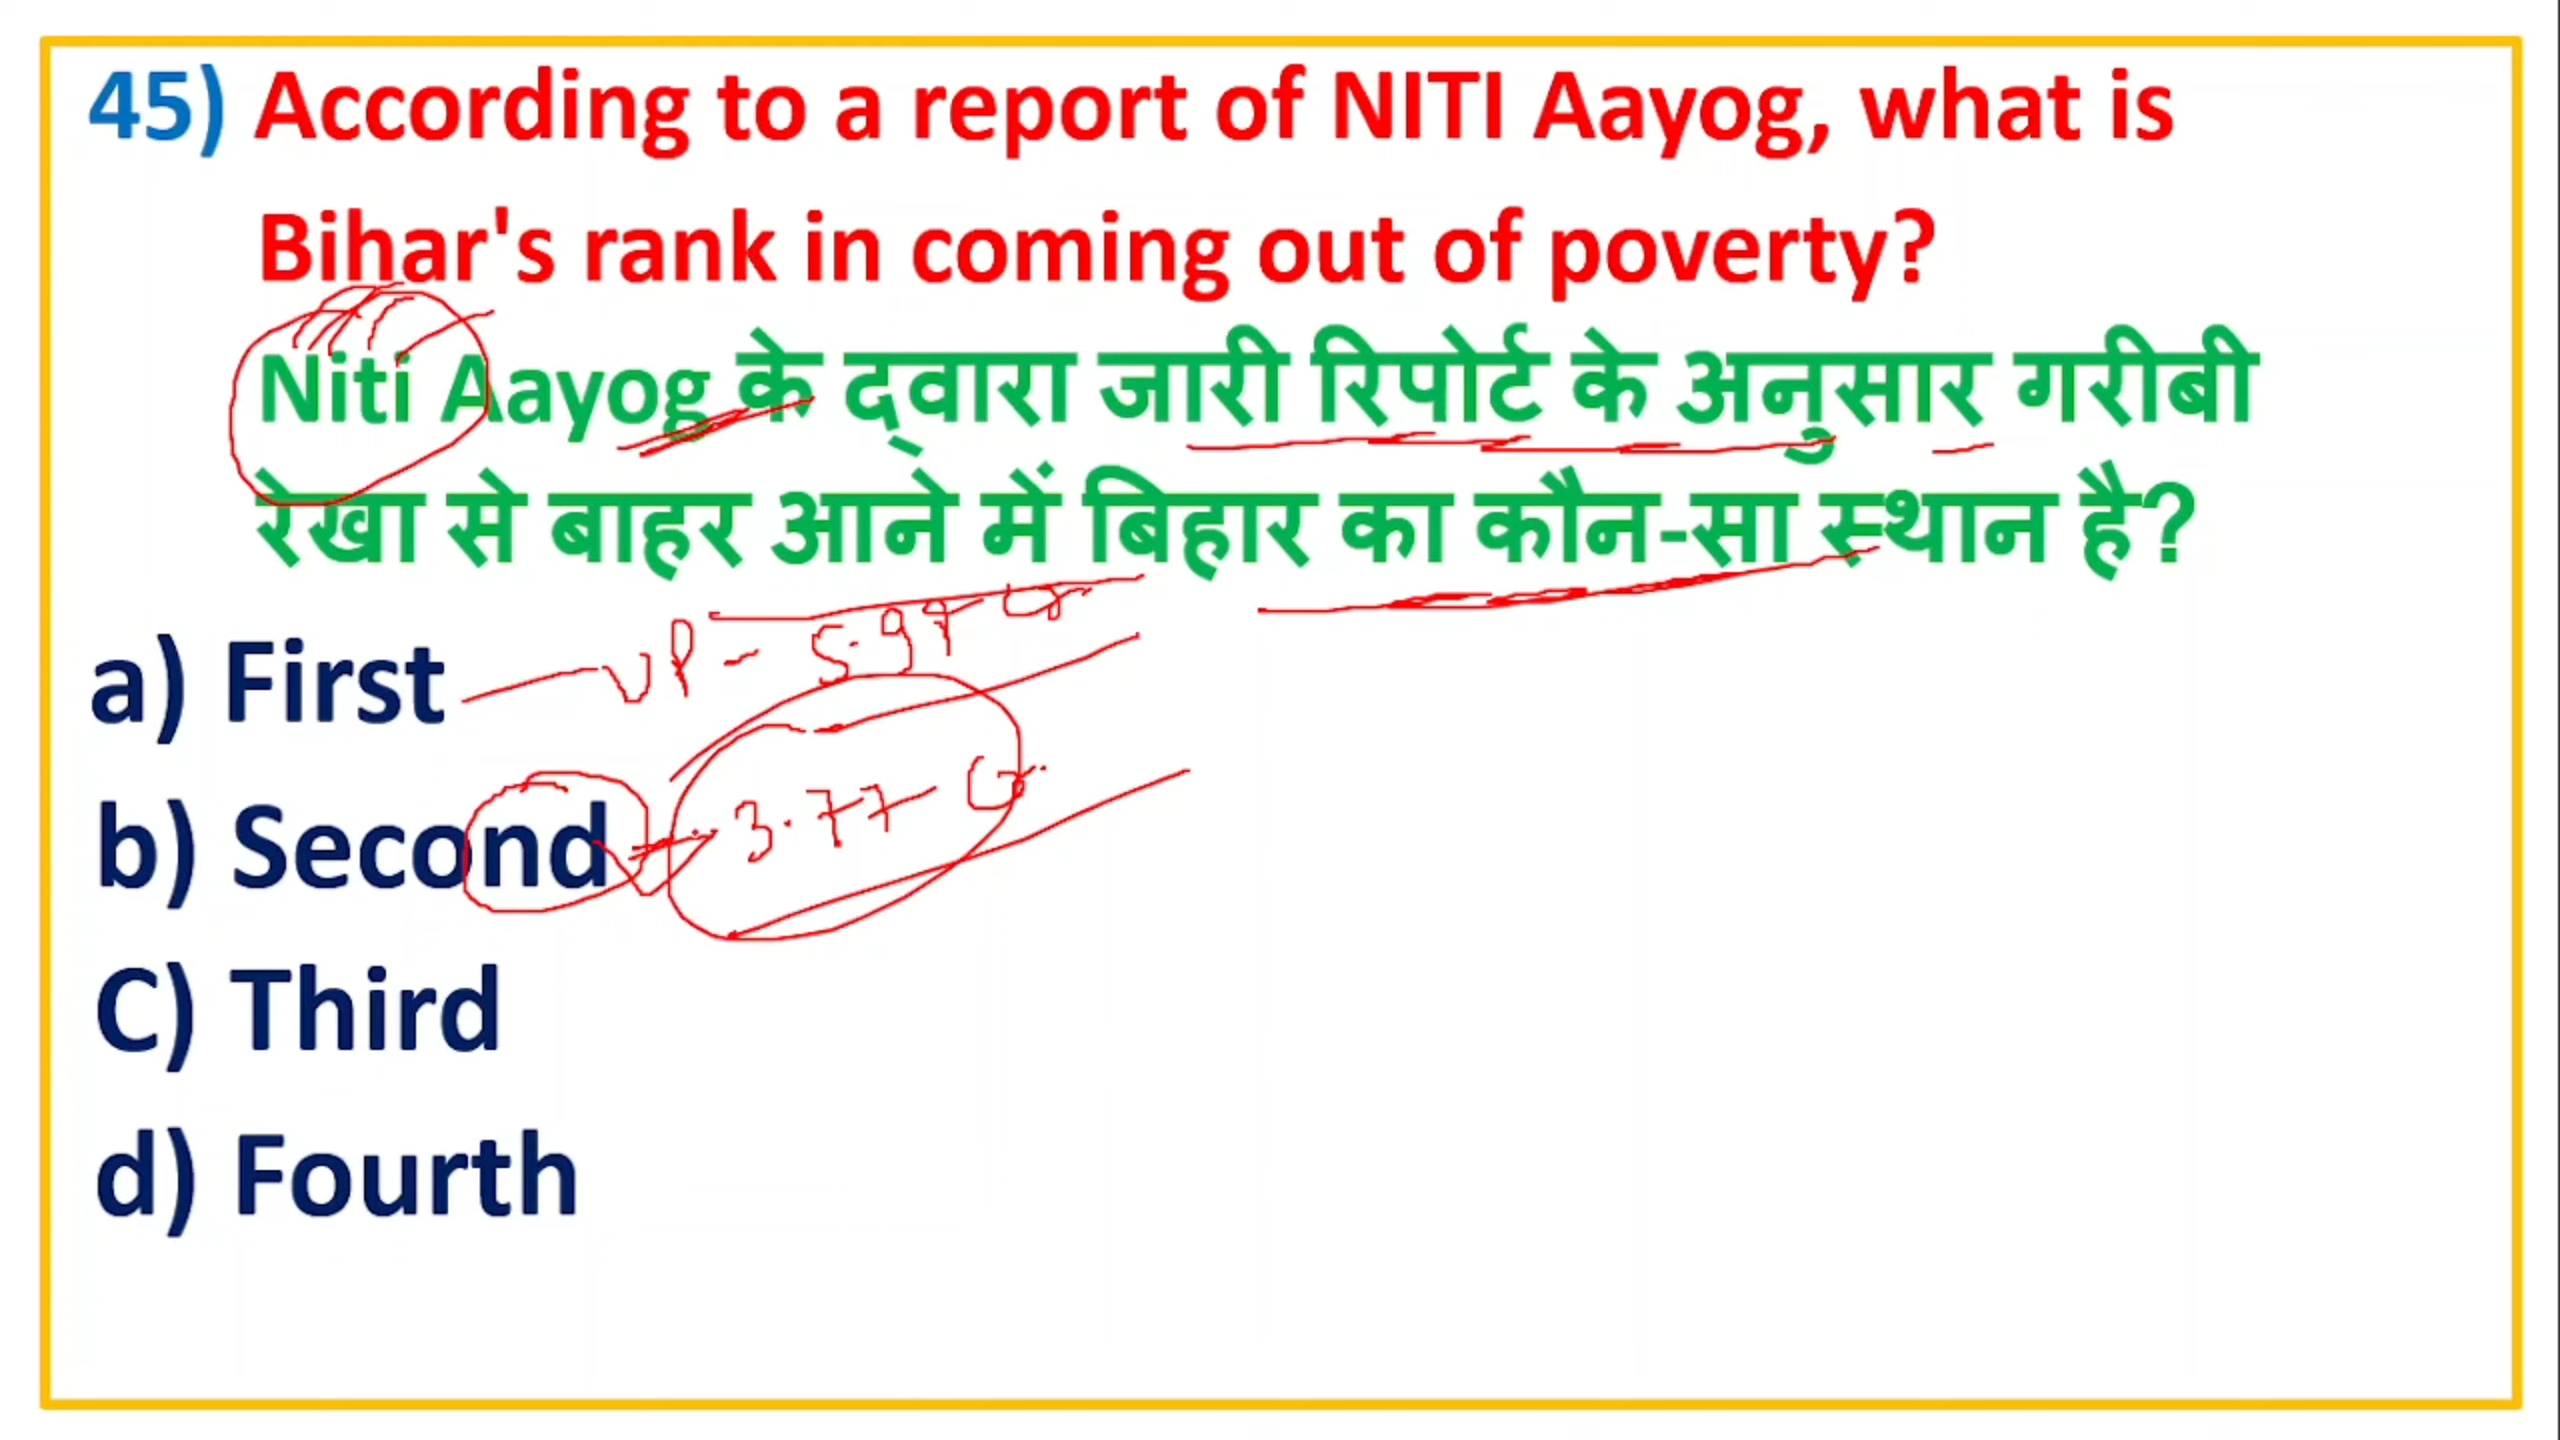 45) According to a report of NITI Aayog, what is
Bihar's rank in coming out of poverty?
Niti Aayog के द्वारा जारी रिपोर्ट के अनुसार गरीबी
रेखा से बाहर आने में बिहार का कौन-सा स्थान है?
a) First UP - 5.94 Cr
b) Second 3.77 Cr.
C) Third
d) Fourth